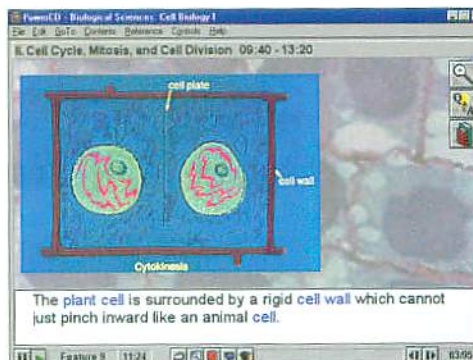 PowerCD - Biological Sciences: Cell Biology I
File Edit GoTo Contents Reference Controls Help
II. Cell Cycle, Mitosis, and Cell Division 09:40 - 13:20
cell plate
cell wall
Cytokinesis
The plant cell is surrounded by a rigid cell wall which cannot
just pinch inward like an animal cell.
Feature 9 11:24